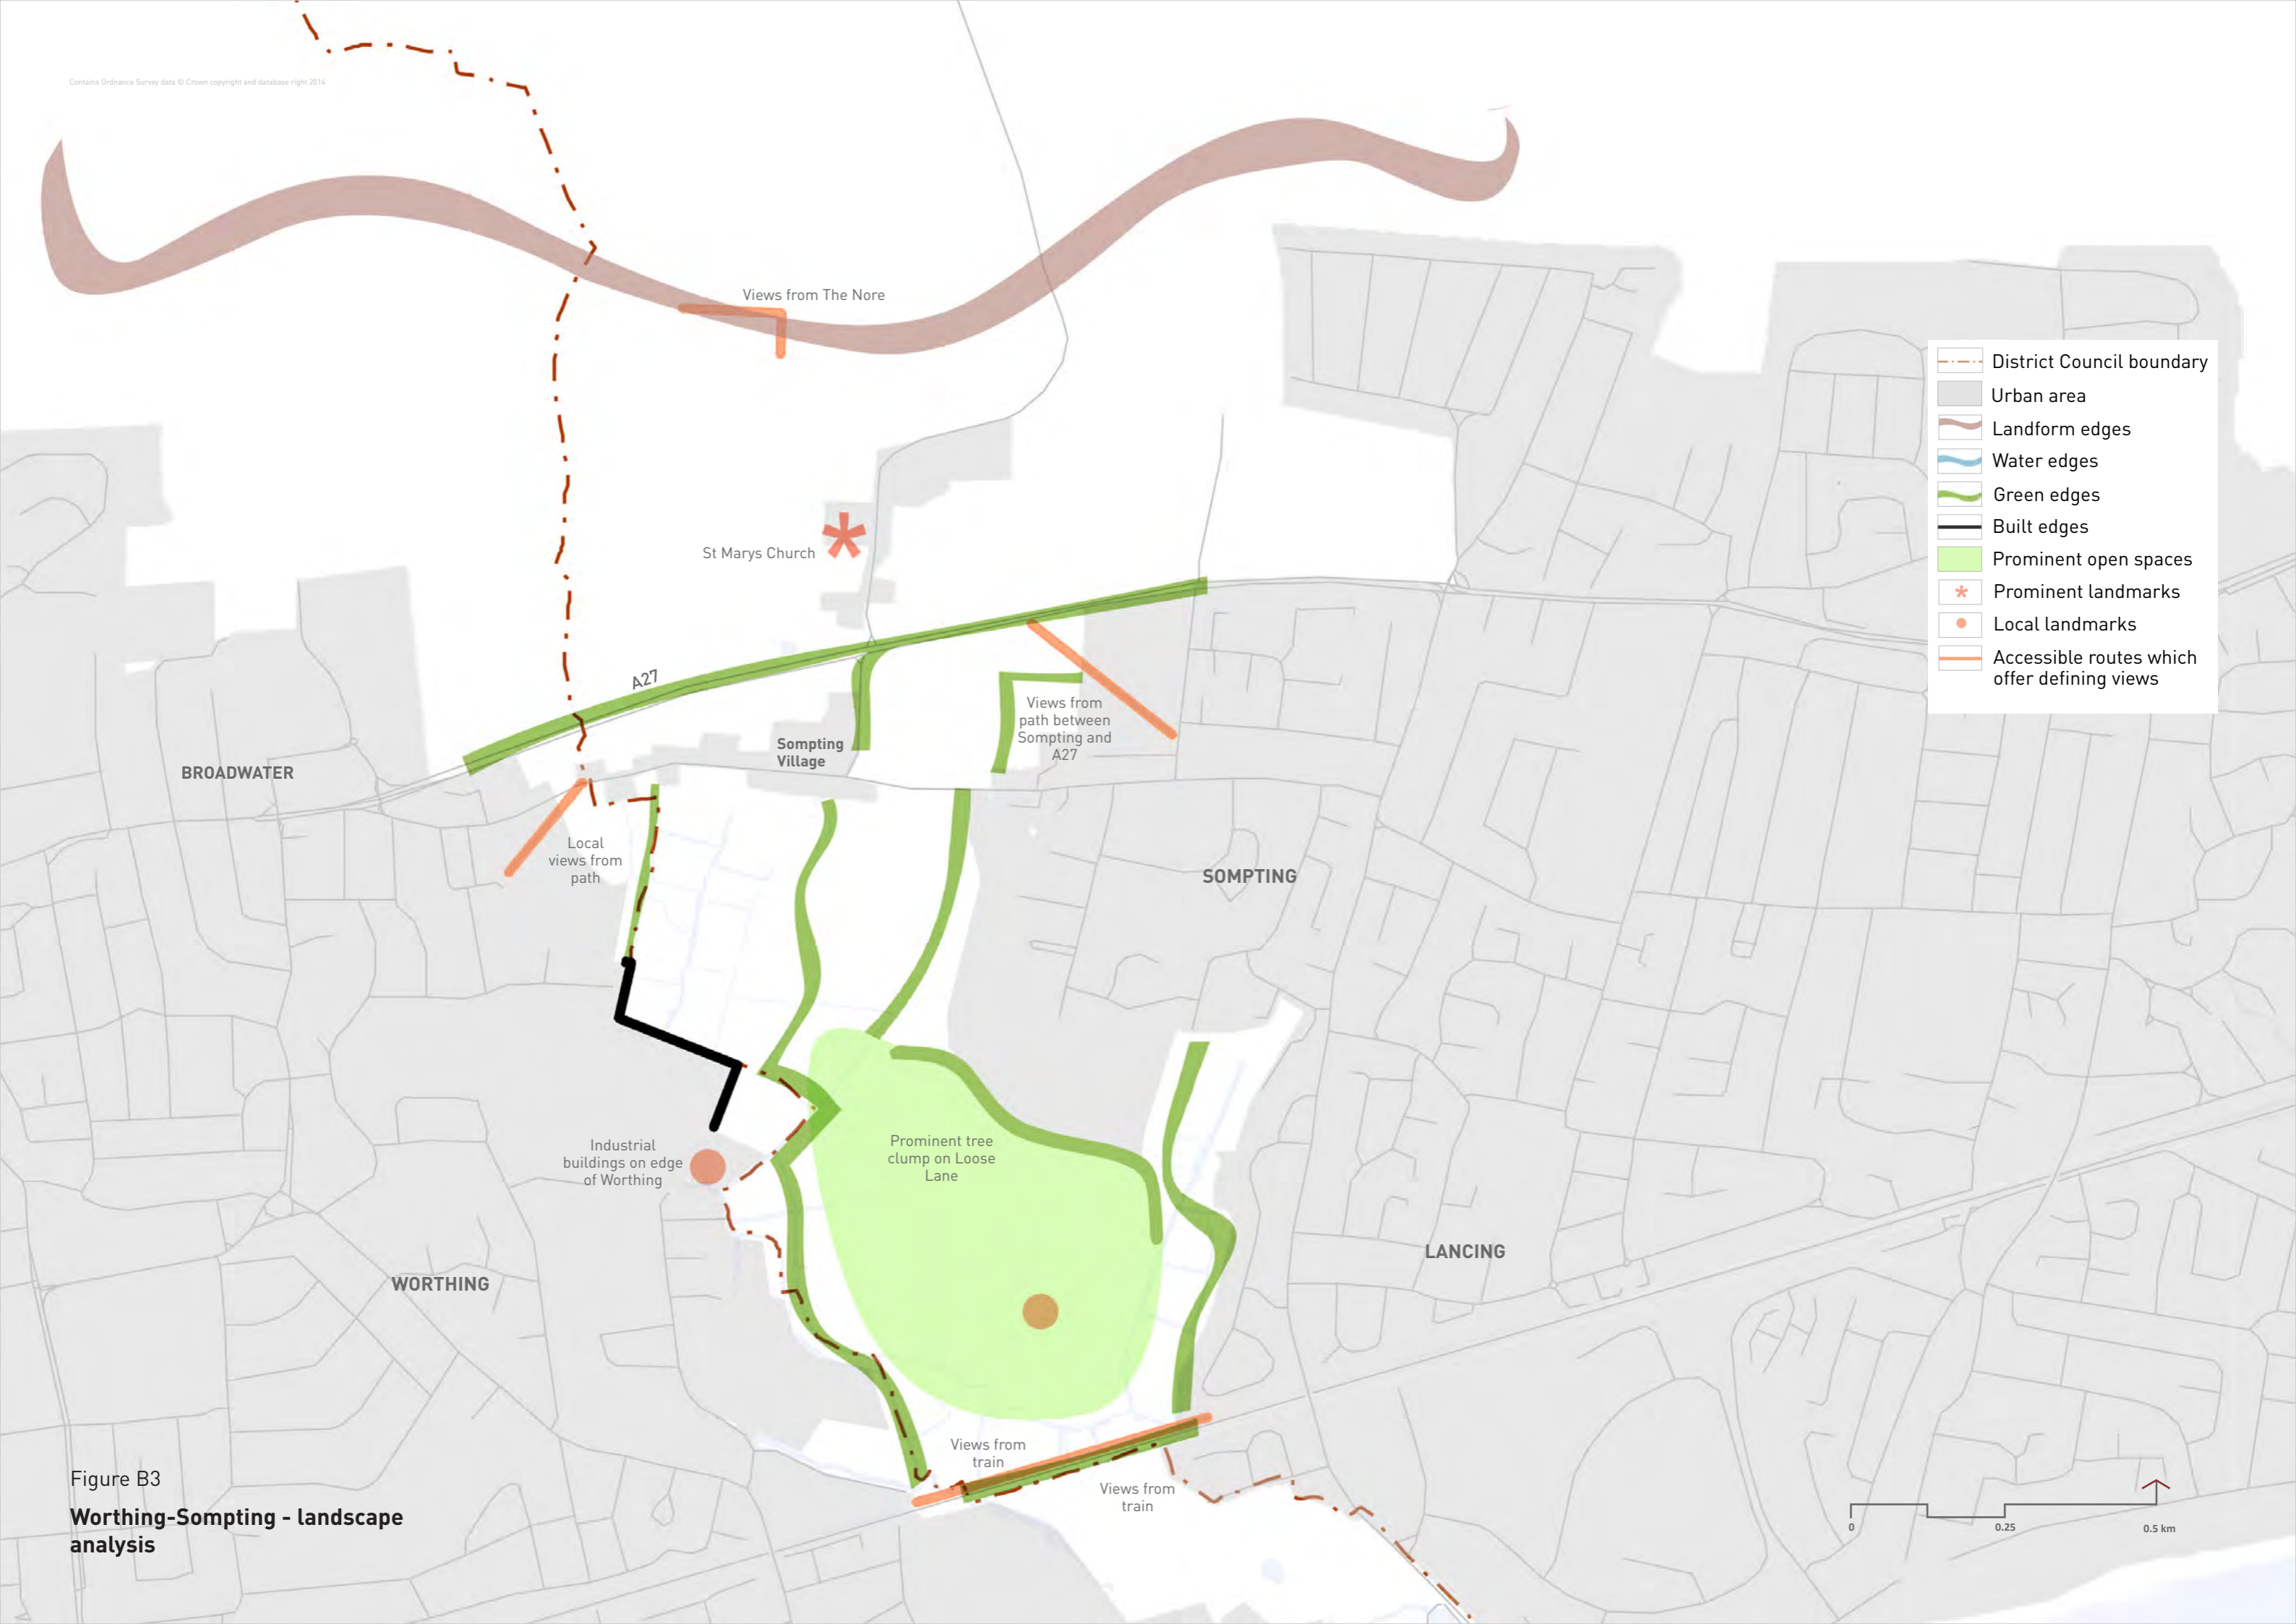 Contains Ordnance Survey data © Crown copyright and database right 2014
Views from The Nore
District Council boundary
Urban area
Landform edges
Water edges
Green edges
Built edges
Prominent open spaces
Prominent landmarks
Local landmarks
Accessible routes which
offer defining views
St Marys Church
A27
Views from
path between
Sompting and
A27
Sompting
Village
BROADWATER
Local
views from
path
SOMPTING
Prominent tree
clump on Loose
Lane
Industrial
buildings on edge
of Worthing
LANCING
WORTHING
Views from
train
Views from
train
Figure B3
Worthing-Sompting - landscape
analysis
0
0.25
0.5 km